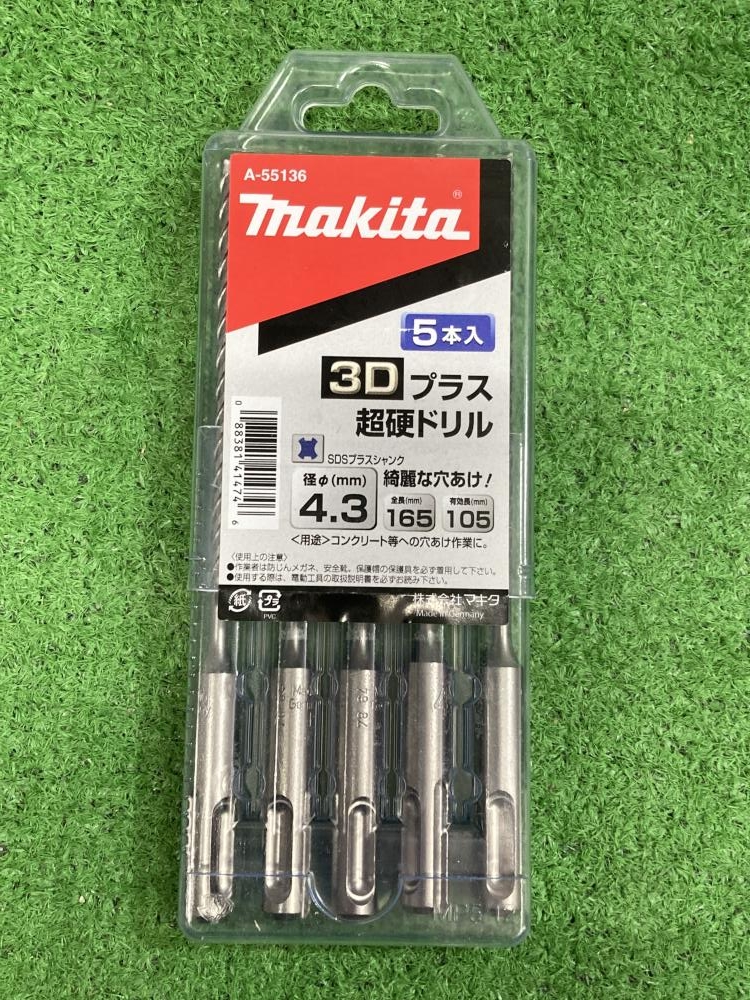 A-55136
makita®
5本入
3Dプラス
超硬ドリル
SDSプラスシャンク
綺麗な穴あけ！
径φ(mm)
4.3
全長(mm)
165
有効長(mm)
105
<用途>コンクリート等への穴あけ作業に。
〈使用上の注意〉
●作業者は防じんメガネ、安全靴。保護帽の保護具を必ず着用して下さい。
●使用する際は、電動工具の取扱説明書を必ずお読み下さい。
紙
プラ
PVC
株式会社マキタ
Made in Germany
0 88381 41474 6